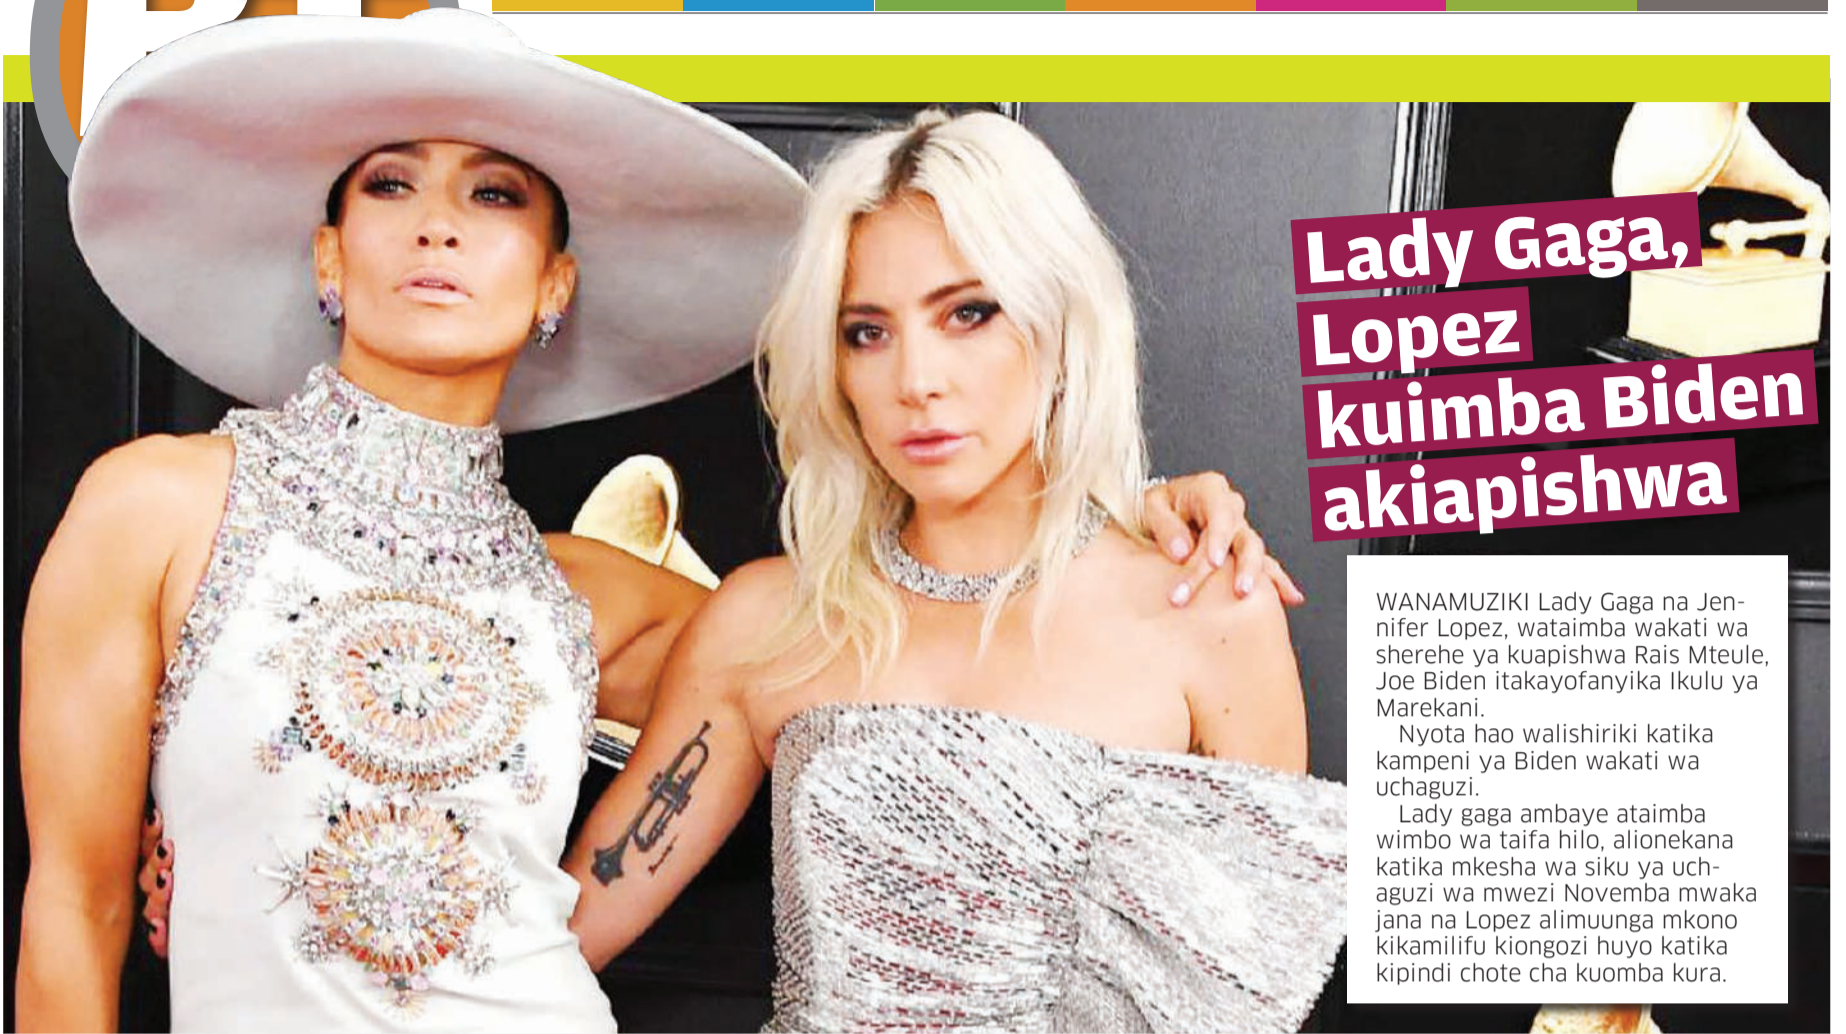 Lady Gaga,
Lopez
kuimba Biden
akiapishwa
WANAMUZIKI Lady Gaga na Jen-
nifer Lopez, wataimba wakati wa
sherehe ya kuapishwa Rais Mteule,
Joe Biden itakayofanyika Ikulu ya
Marekani.
Nyota hao walishiriki katika
kampeni ya Biden wakati wa
uchaguzi.
Lady gaga ambaye ataimba
wimbo wa taifa hilo, alionekana
katika mkesha wa siku ya uch-
aguzi wa mwezi Novemba mwaka
jana na Lopez alimuunga mkono
kikamilifu kiongozi huyo katika
kipindi chote cha kuomba kura.